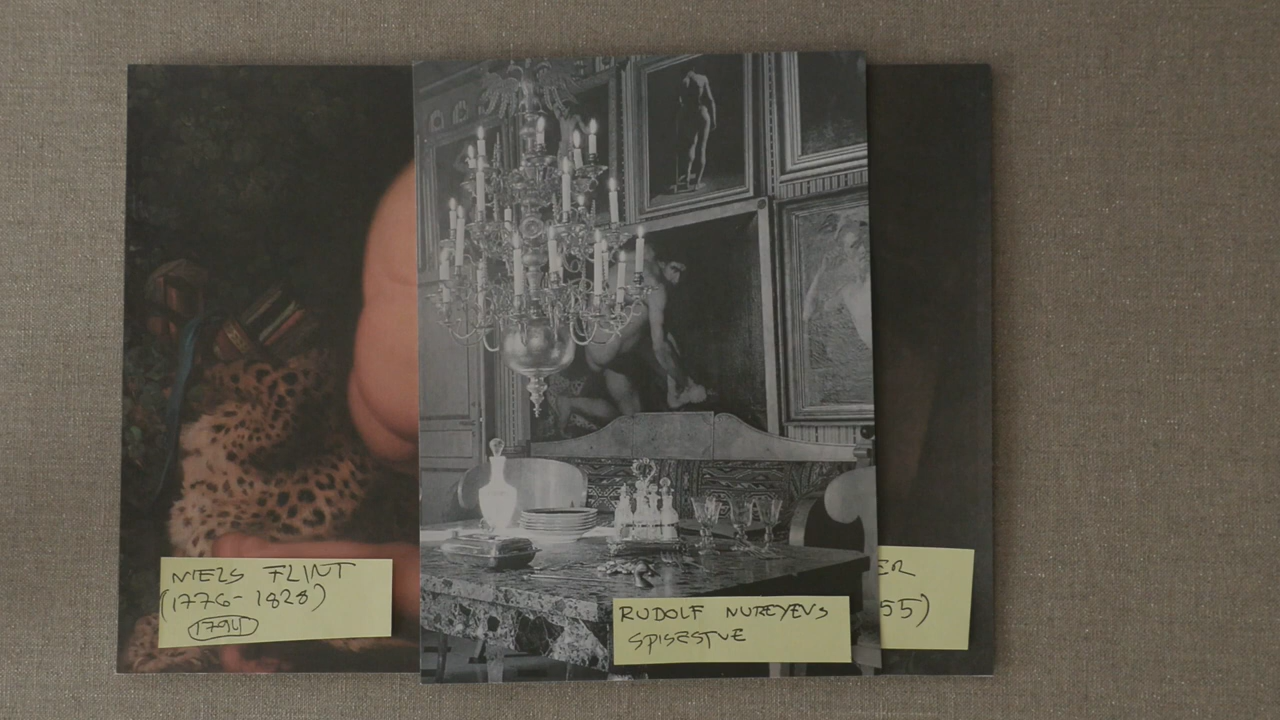 NIELS FLINT
(1776-1828)
1794
RUDOLF NUREYEVS
SPISESTUE
ER
55)